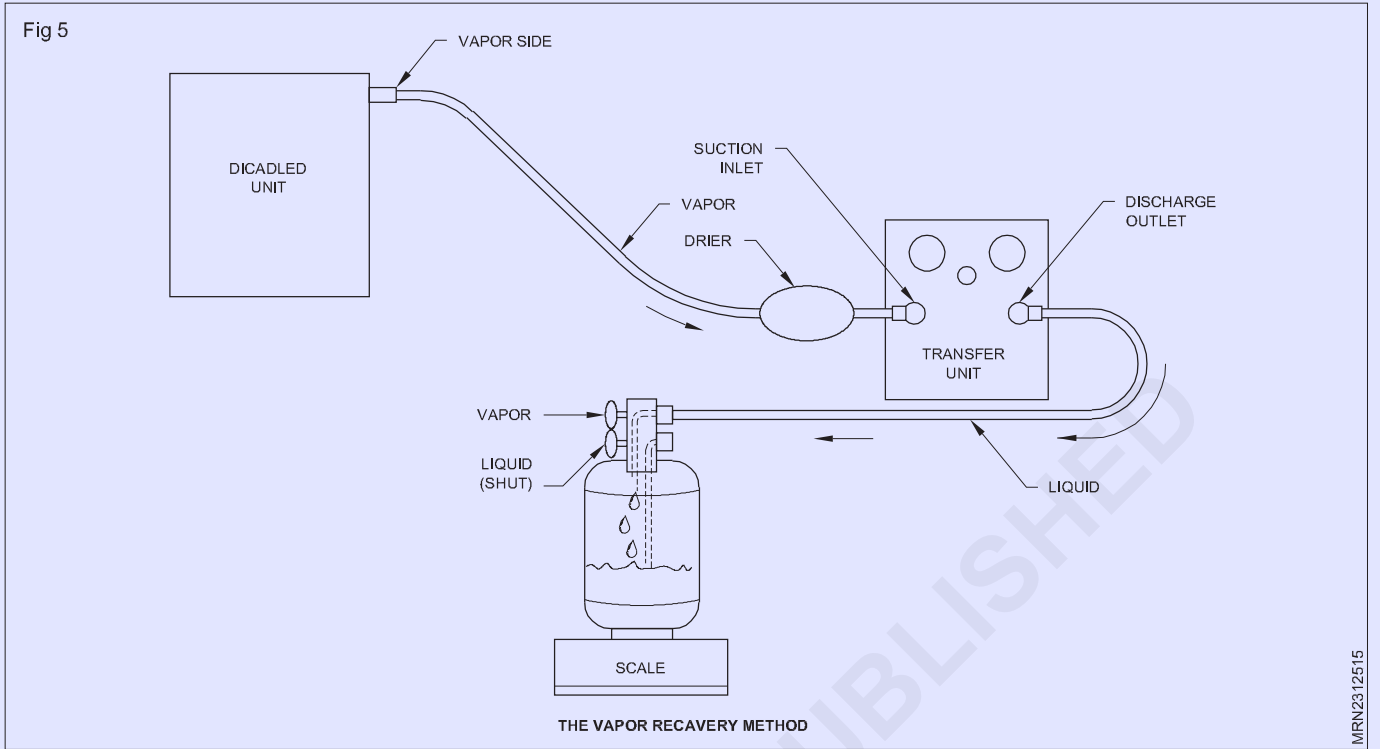 Fig 5
VAPOR SIDE
DICADLED
UNIT
SUCTION
INLET
VAPOR
DRIER
DISCHARGE
OUTLET
TRANSFER
UNIT
VAPOR
LIQUID
(SHUT)
LIQUID
SCALE
THE VAPOR RECAVERY METHOD
MRN2312515
UBLISHED